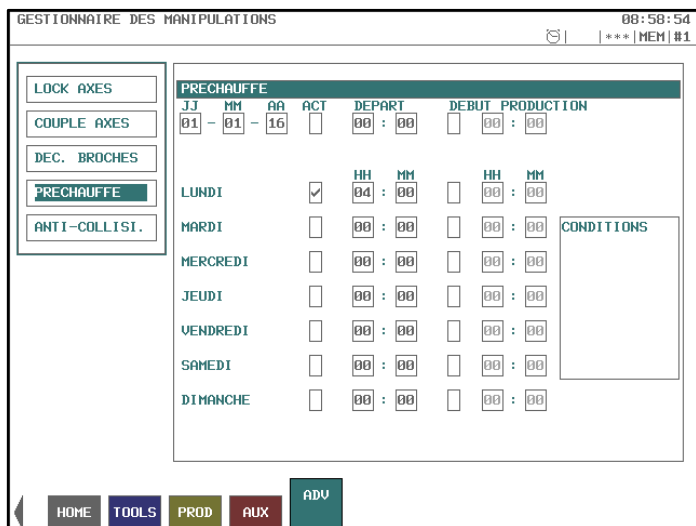 GESTIONNAIRE DES MANIPULATIONS 08:58:54
|***|MEM|#1
LOCK AXES
COUPLE AXES
DEC. BROCHES
PRECHAUFFE
ANTI-COLLISI.
PRECHAUFFE
JJ MM AA ACT DEPART DEBUT PRODUCTION
01 - 01 - 16 00 : 00 00 : 00
HH MM HH MM
LUNDI 04 : 00 00 : 00
MARDI 00 : 00 00 : 00
MERCREDI 00 : 00 00 : 00
JEUDI 00 : 00 00 : 00
VENDREDI 00 : 00 00 : 00
SAMEDI 00 : 00 00 : 00
DIMANCHE 00 : 00 00 : 00
CONDITIONS
HOME TOOLS PROD AUX ADV